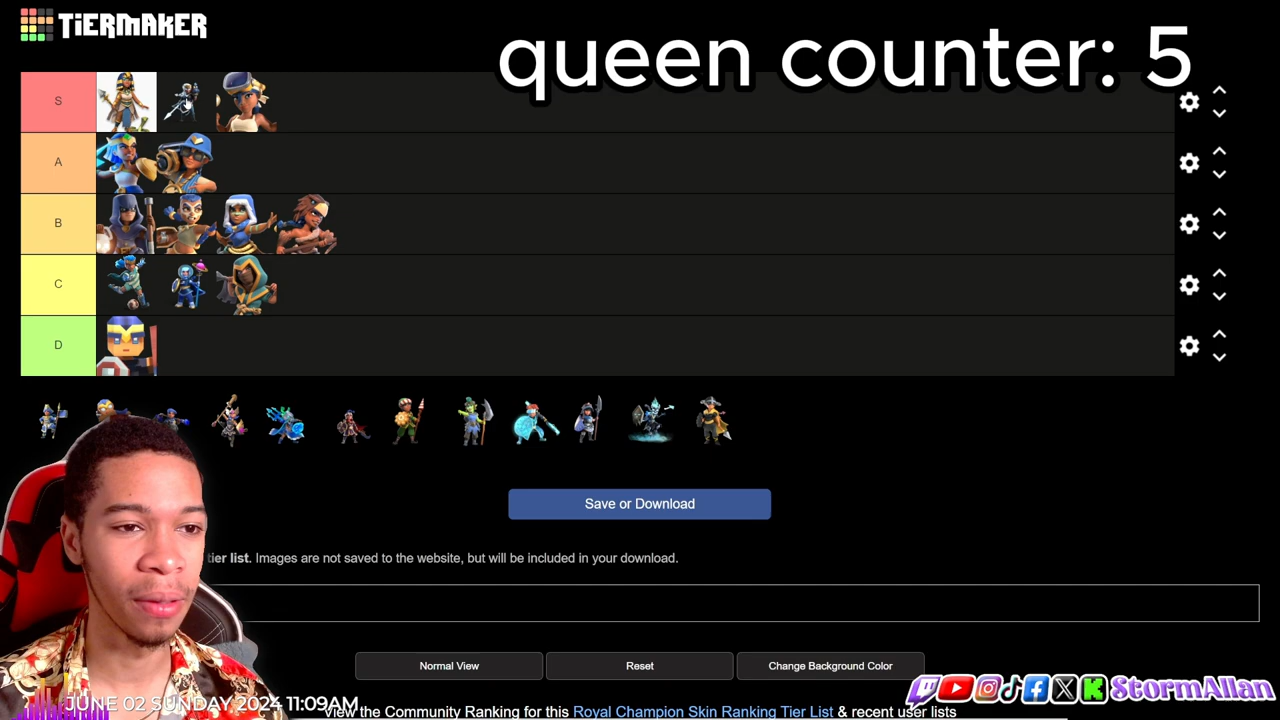 TiERMAKER
queen counter: 5
S
A
B
C
D
Save or Download
tier list. Images are not saved to the website, but will be included in your download.
Normal View
Reset
Change Background Color
JUNE 02 SUNDAY 2024 11:09AM
StormAllan
View the Community Ranking for this Royal Champion Skin Ranking Tier List & recent user lists